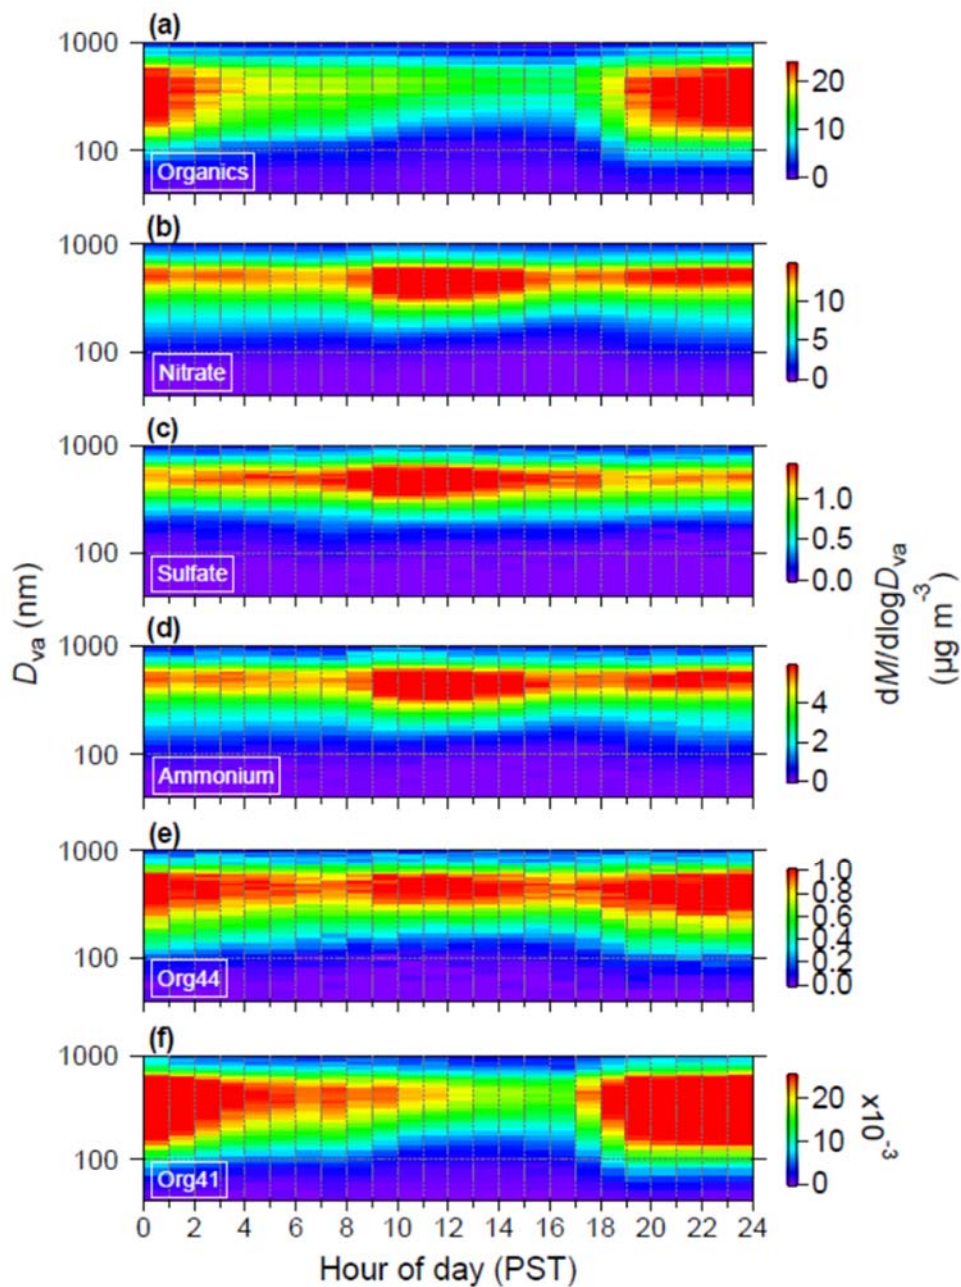 (a)
1000
100
Organics
20
10
0
(b)
1000
100
Nitrate
10
5
0
(c)
1000
100
Sulfate
1.0
0.5
0.0
(d)
1000
100
Ammonium
4
2
0
(e)
1000
100
Org44
1.0
0.8
0.6
0.4
0.2
0.0
(f)
1000
100
Org41
20
10
0
x10⁻³
Dva (nm)
dM/dlogDva
(µg m⁻³)
0 2 4 6 8 10 12 14 16 18 20 22 24
Hour of day (PST)